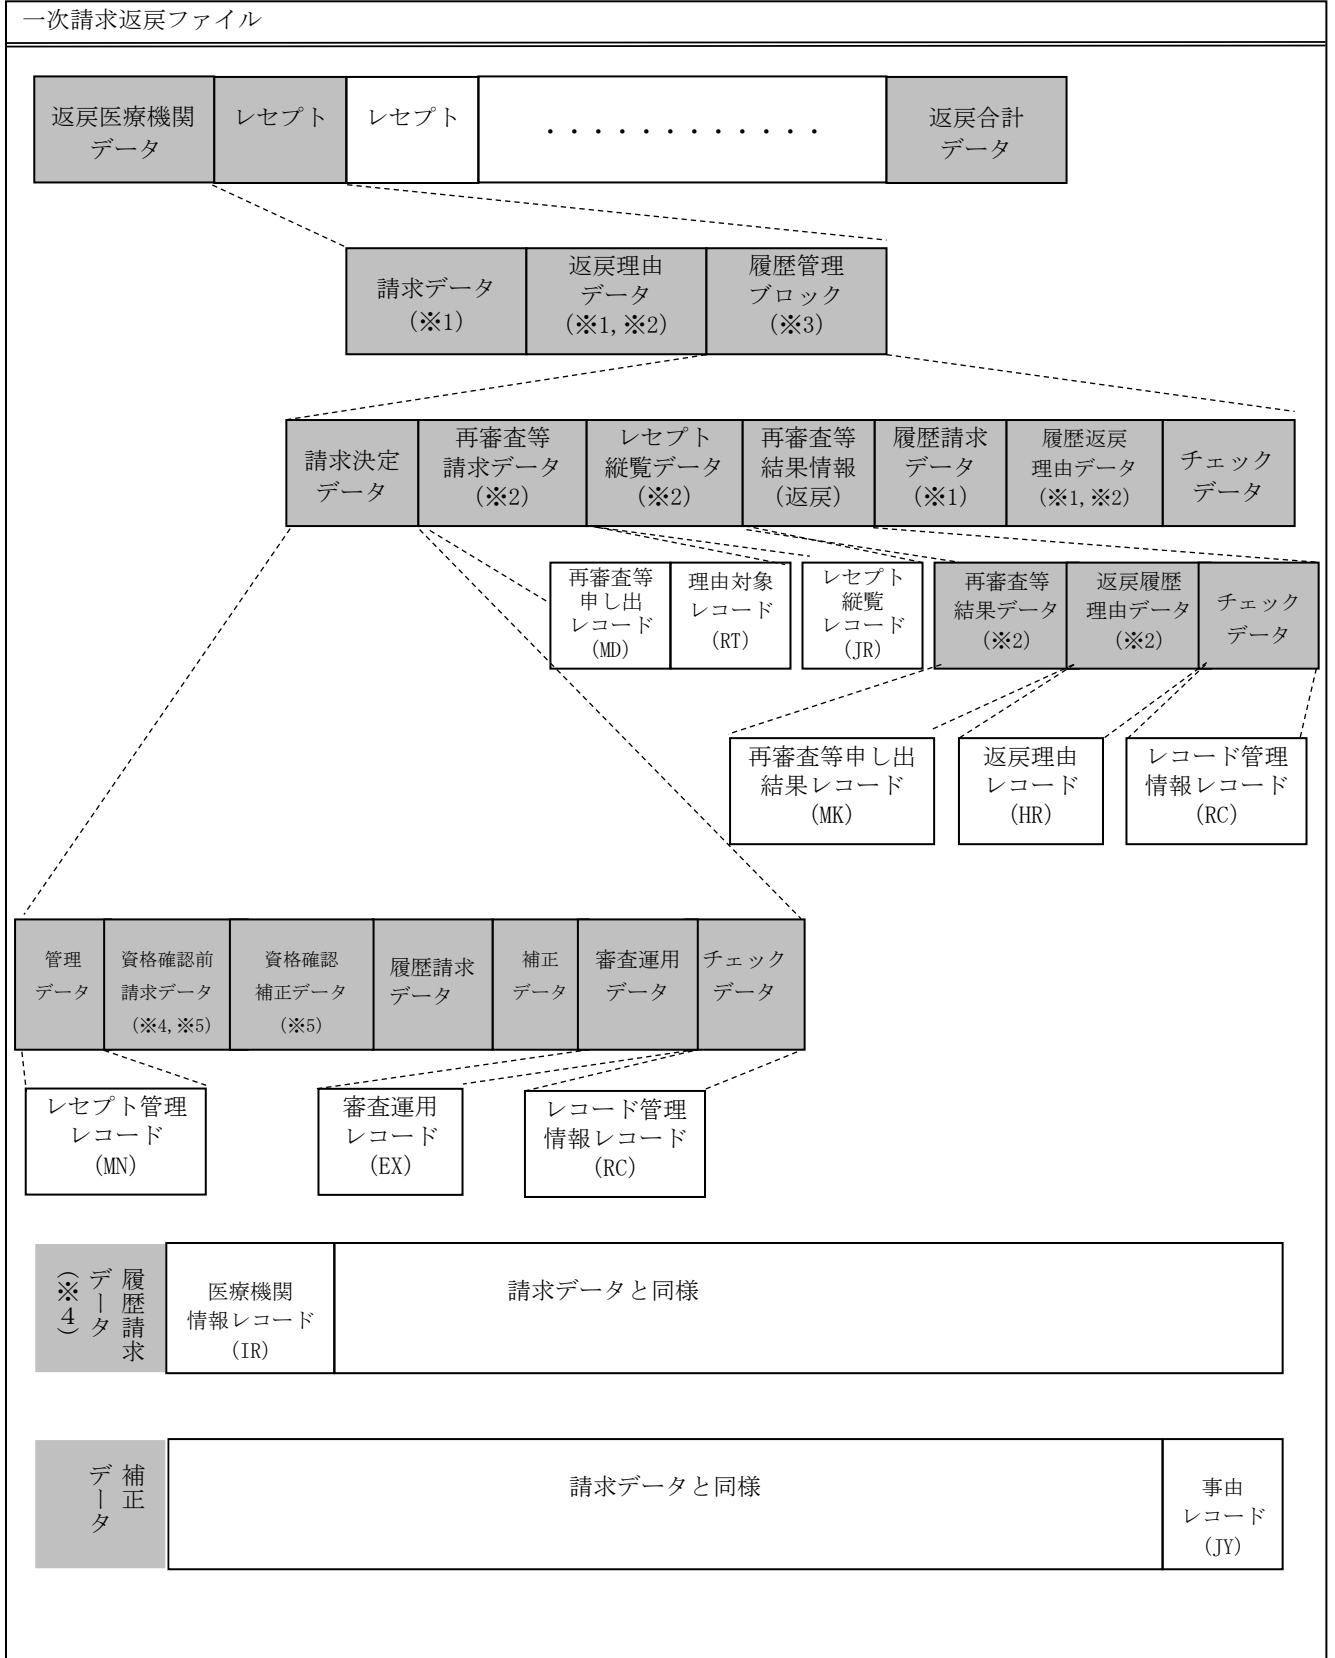 一次請求返戻ファイル
返戻医療機関
データ
レセプト
レセプト
・・・・・・・・・・・・
返戻合計
データ
請求データ
(※1)
返戻理由
データ
(※1,※2)
履歴管理
ブロック
(※3)
請求決定
データ
再審査等
請求データ
(※2)
レセプト
縦覧データ
(※2)
再審査等
結果情報
(返戻)
履歴請求
データ
(※1)
履歴返戻
理由データ
(※1,※2)
チェック
データ
再審査等
申し出
レコード
(MD)
理由対象
レコード
(RT)
レセプト
縦覧
レコード
(JR)
再審査等
結果データ
(※2)
返戻履歴
理由データ
(※2)
チェック
データ
再審査等申し出
結果レコード
(MK)
返戻理由
レコード
(HR)
レコード管理
情報レコード
(RC)
管理
データ
資格確認前
請求データ
(※4,※5)
資格確認
補正データ
(※5)
履歴請求
データ
補正
データ
審査運用
データ
チェック
データ
レセプト管理
レコード
(MN)
審査運用
レコード
(EX)
レコード管理
情報レコード
(RC)
履歴請求
データ
(※4)
医療機関
情報レコード
(IR)
請求データと同様
補正
データ
請求データと同様
事由
レコード
(JY)